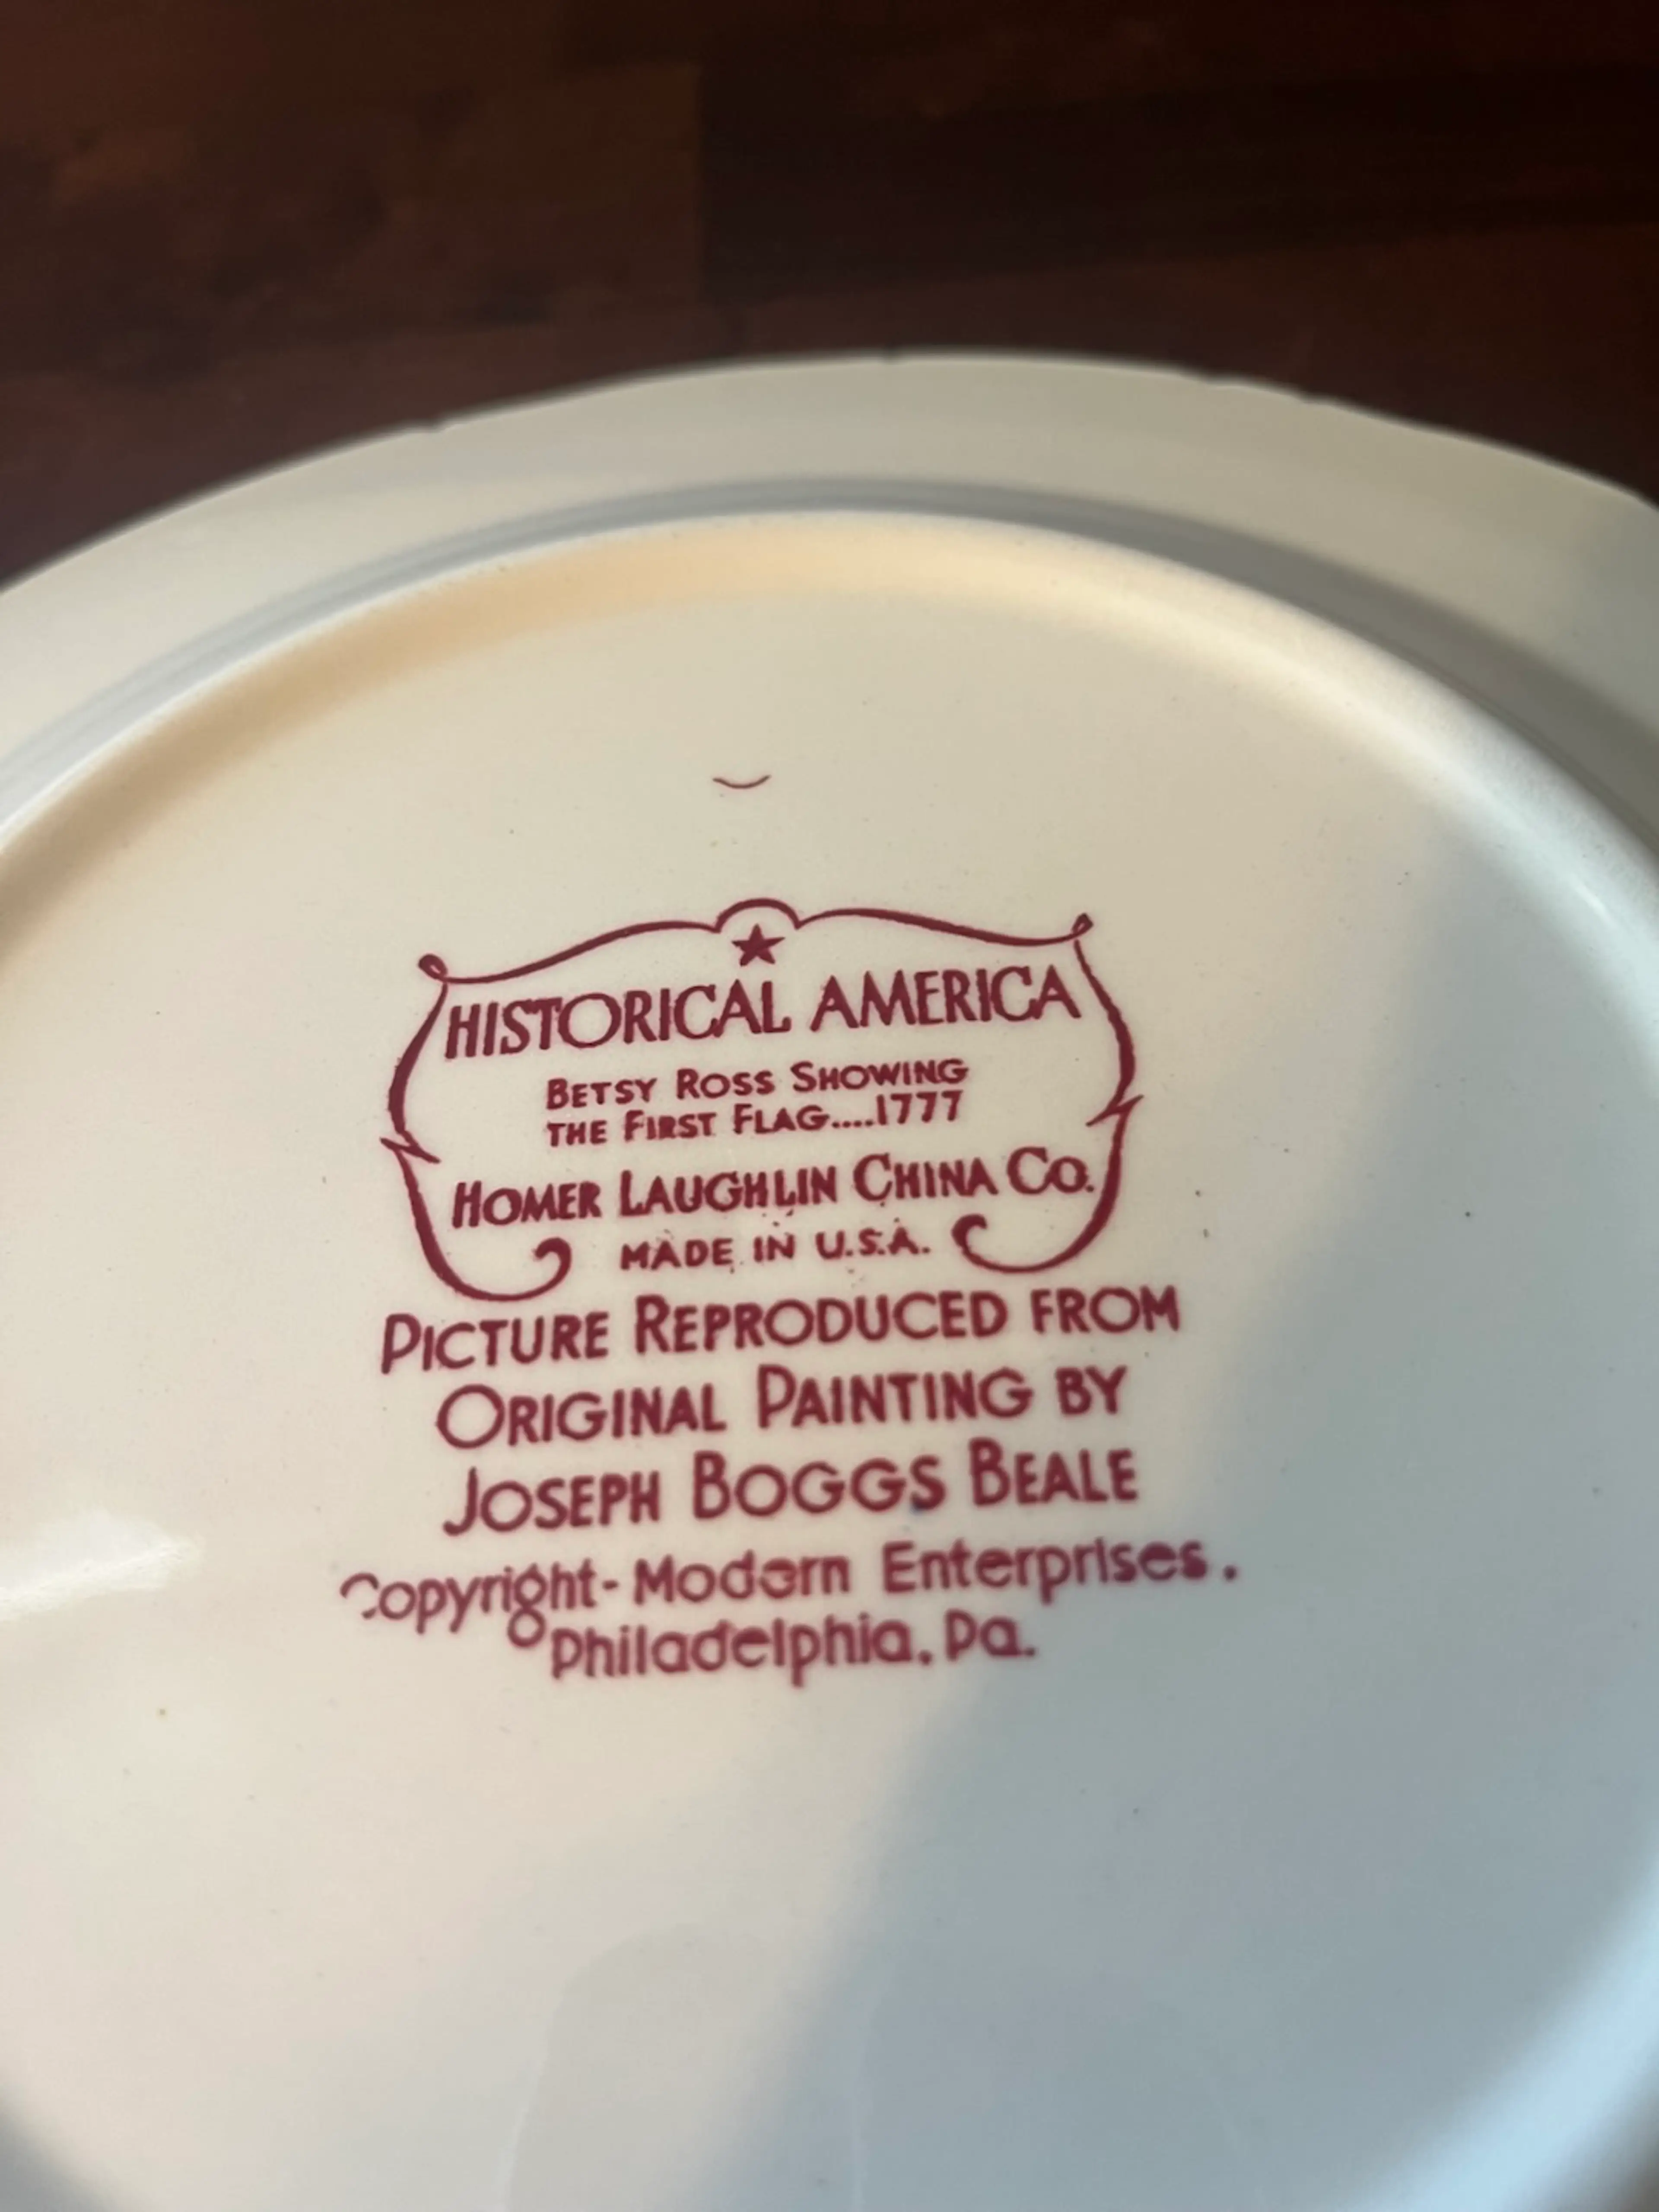 HISTORICAL AMERICA
BETSY ROSS SHOWING
THE FIRST FLAG....1777
HOMER LAUGHLIN CHINA CO.
MADE IN U.S.A.
PICTURE REPRODUCED FROM
ORIGINAL PAINTING BY
JOSEPH BOGGS BEALE
Copyright-Modern Enterprises.
Philadelphia, Pa.